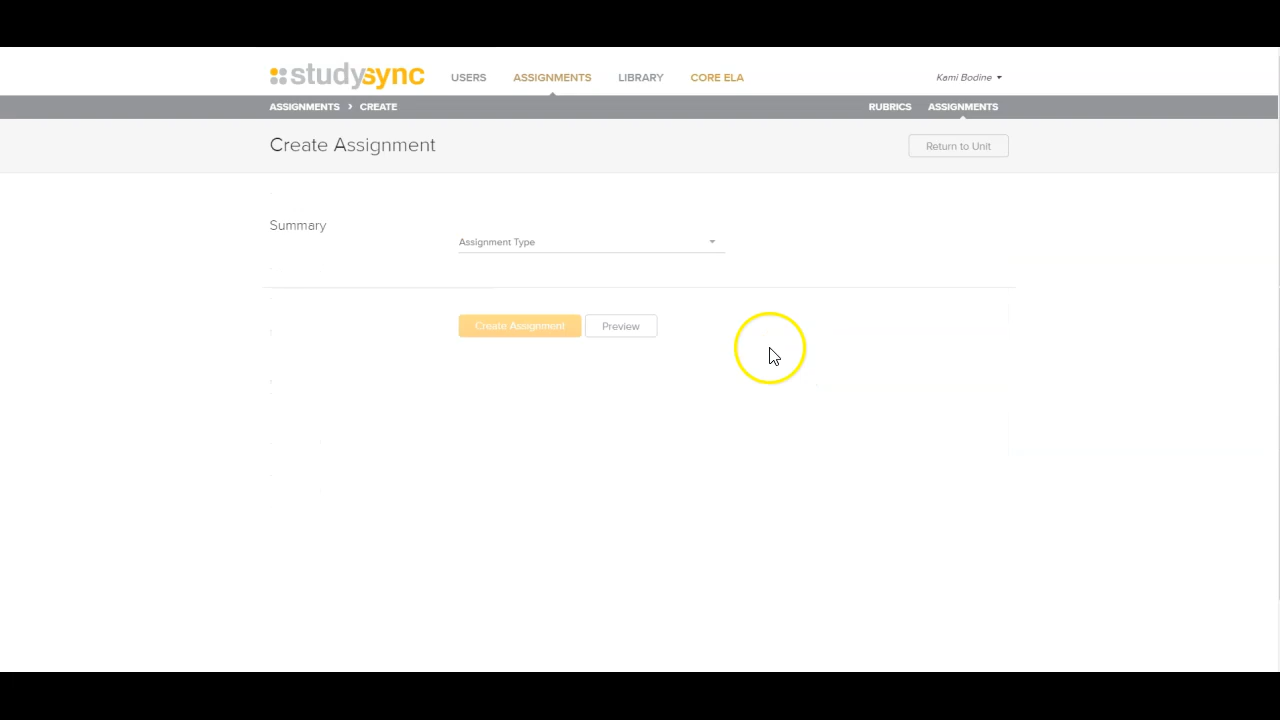 studysync USERS ASSIGNMENTS LIBRARY CORE ELA Kami Bodine
ASSIGNMENTS › CREATE RUBRICS ASSIGNMENTS
Create Assignment Return to Unit
Summary
Assignment Type
Create Assignment Preview